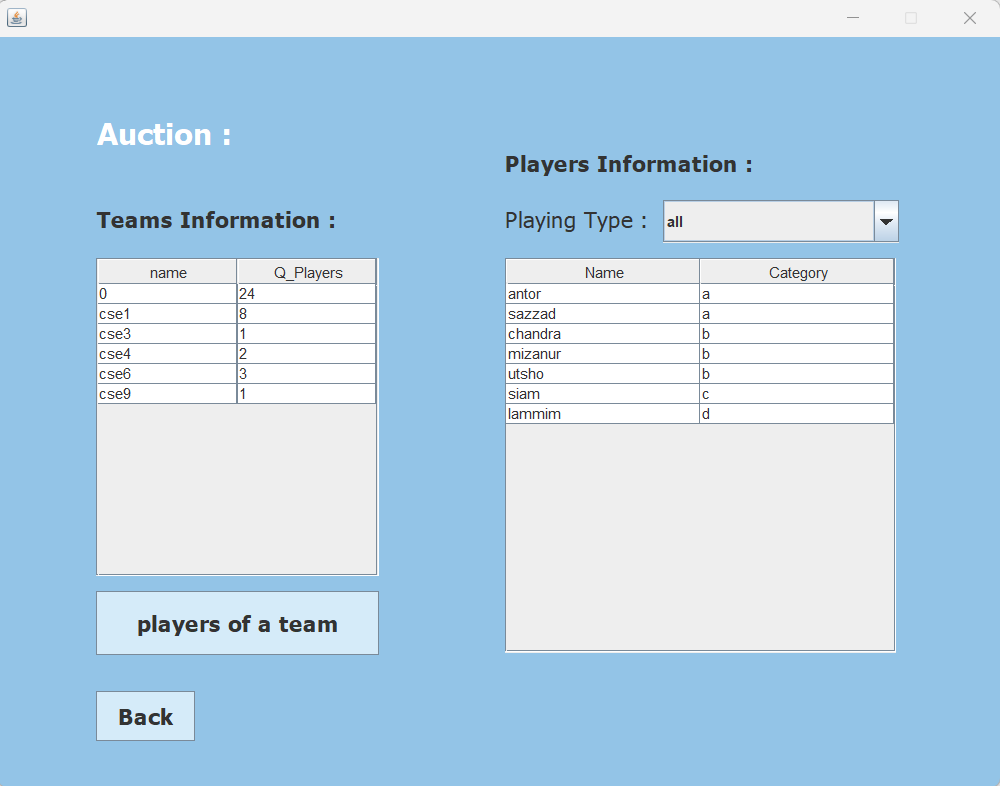 Auction :
Teams Information :
name Q_Players
0 24
cse1 8
cse3 1
cse4 2
cse6 3
cse9 1
players of a team
Back
Players Information :
Playing Type : all
Name Category
antor a
sazzad a
chandra b
mizanur b
utsho b
siam c
lammim d